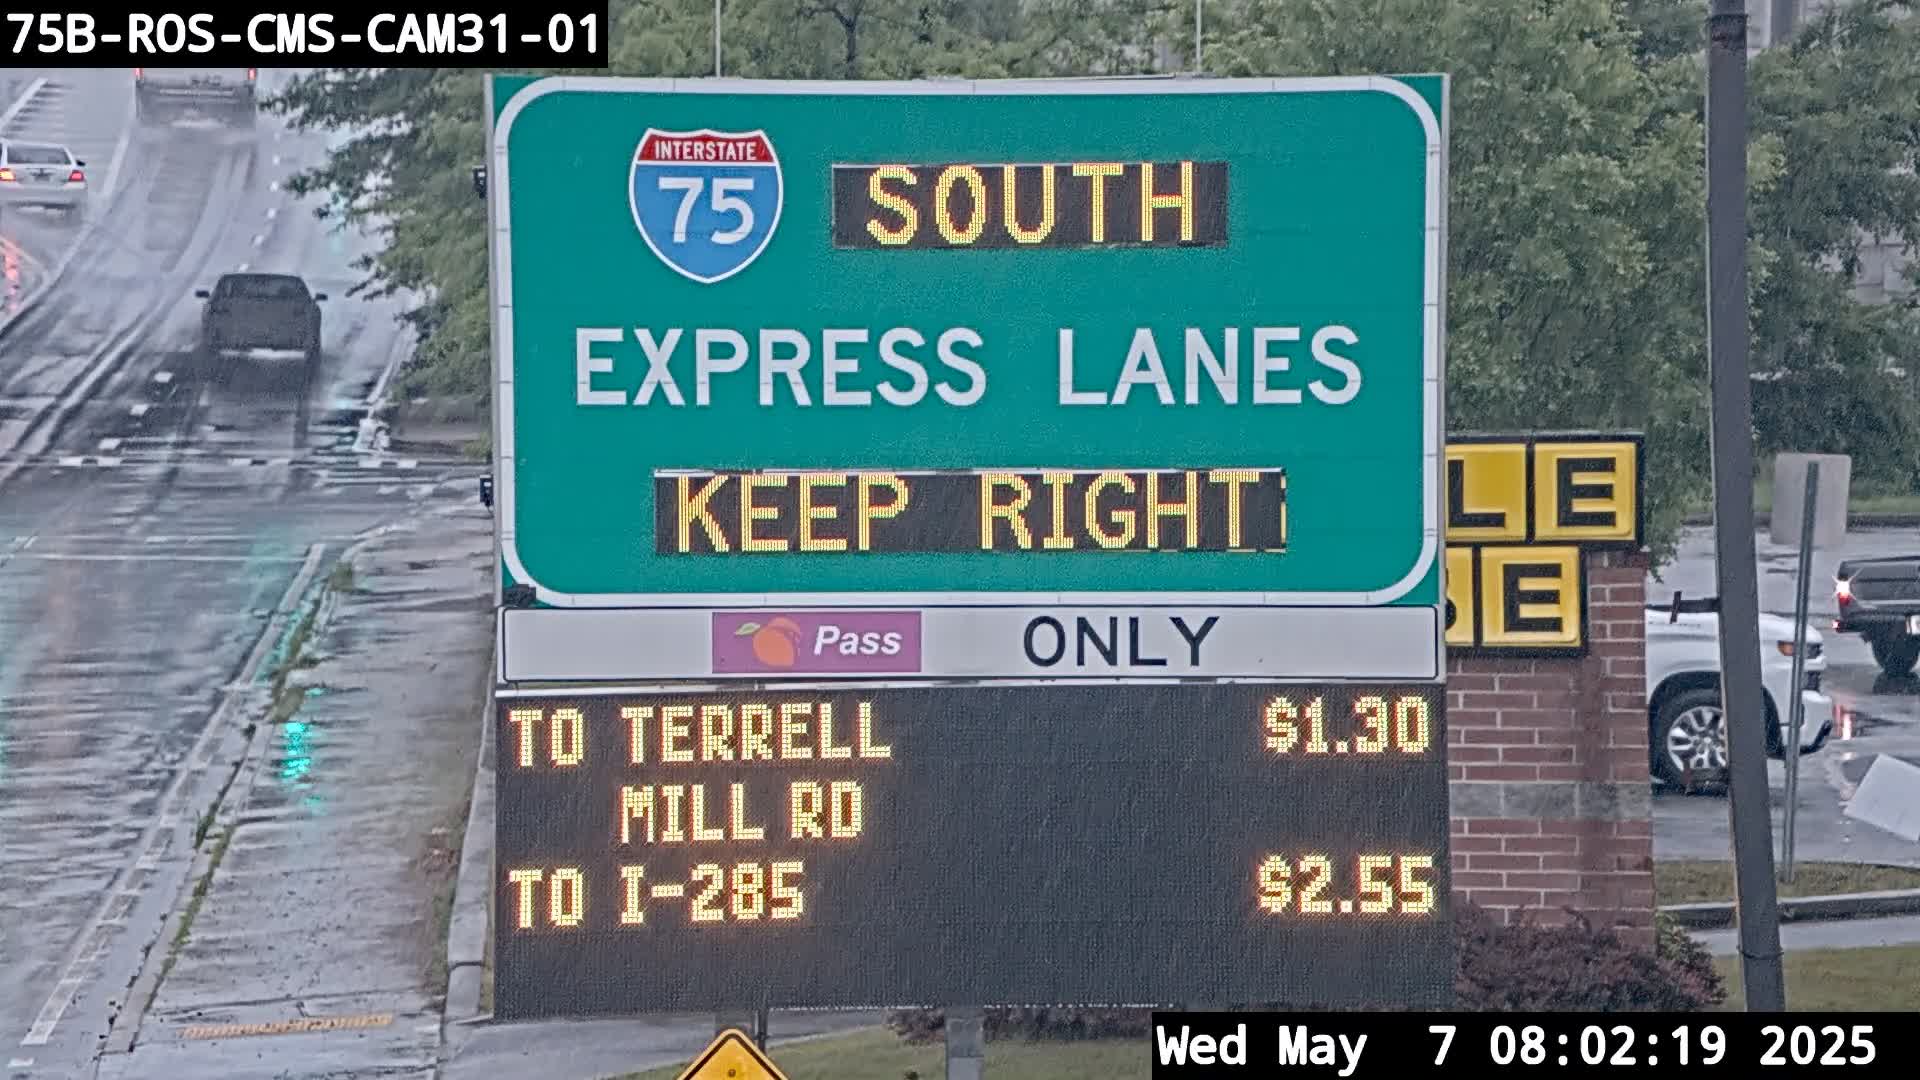 75B-ROS-CMS-CAM31-01
INTERSTATE
75
SOUTH
EXPRESS LANES
KEEP RIGHT
Pass ONLY
TO TERRELL $1.30
MILL RD
TO I-285 $2.55
LE
E
Wed May 7 08:02:19 2025